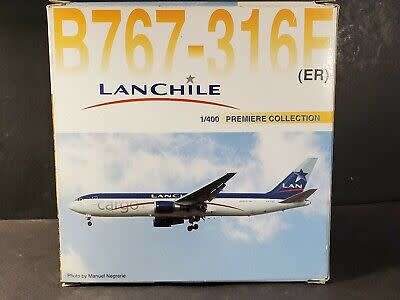 B767-316F
(ER)
LANCHILE
1/400 PREMIERE COLLECTION
LANCHILE
cargo
LAN
Photo by Manuel Negrerie